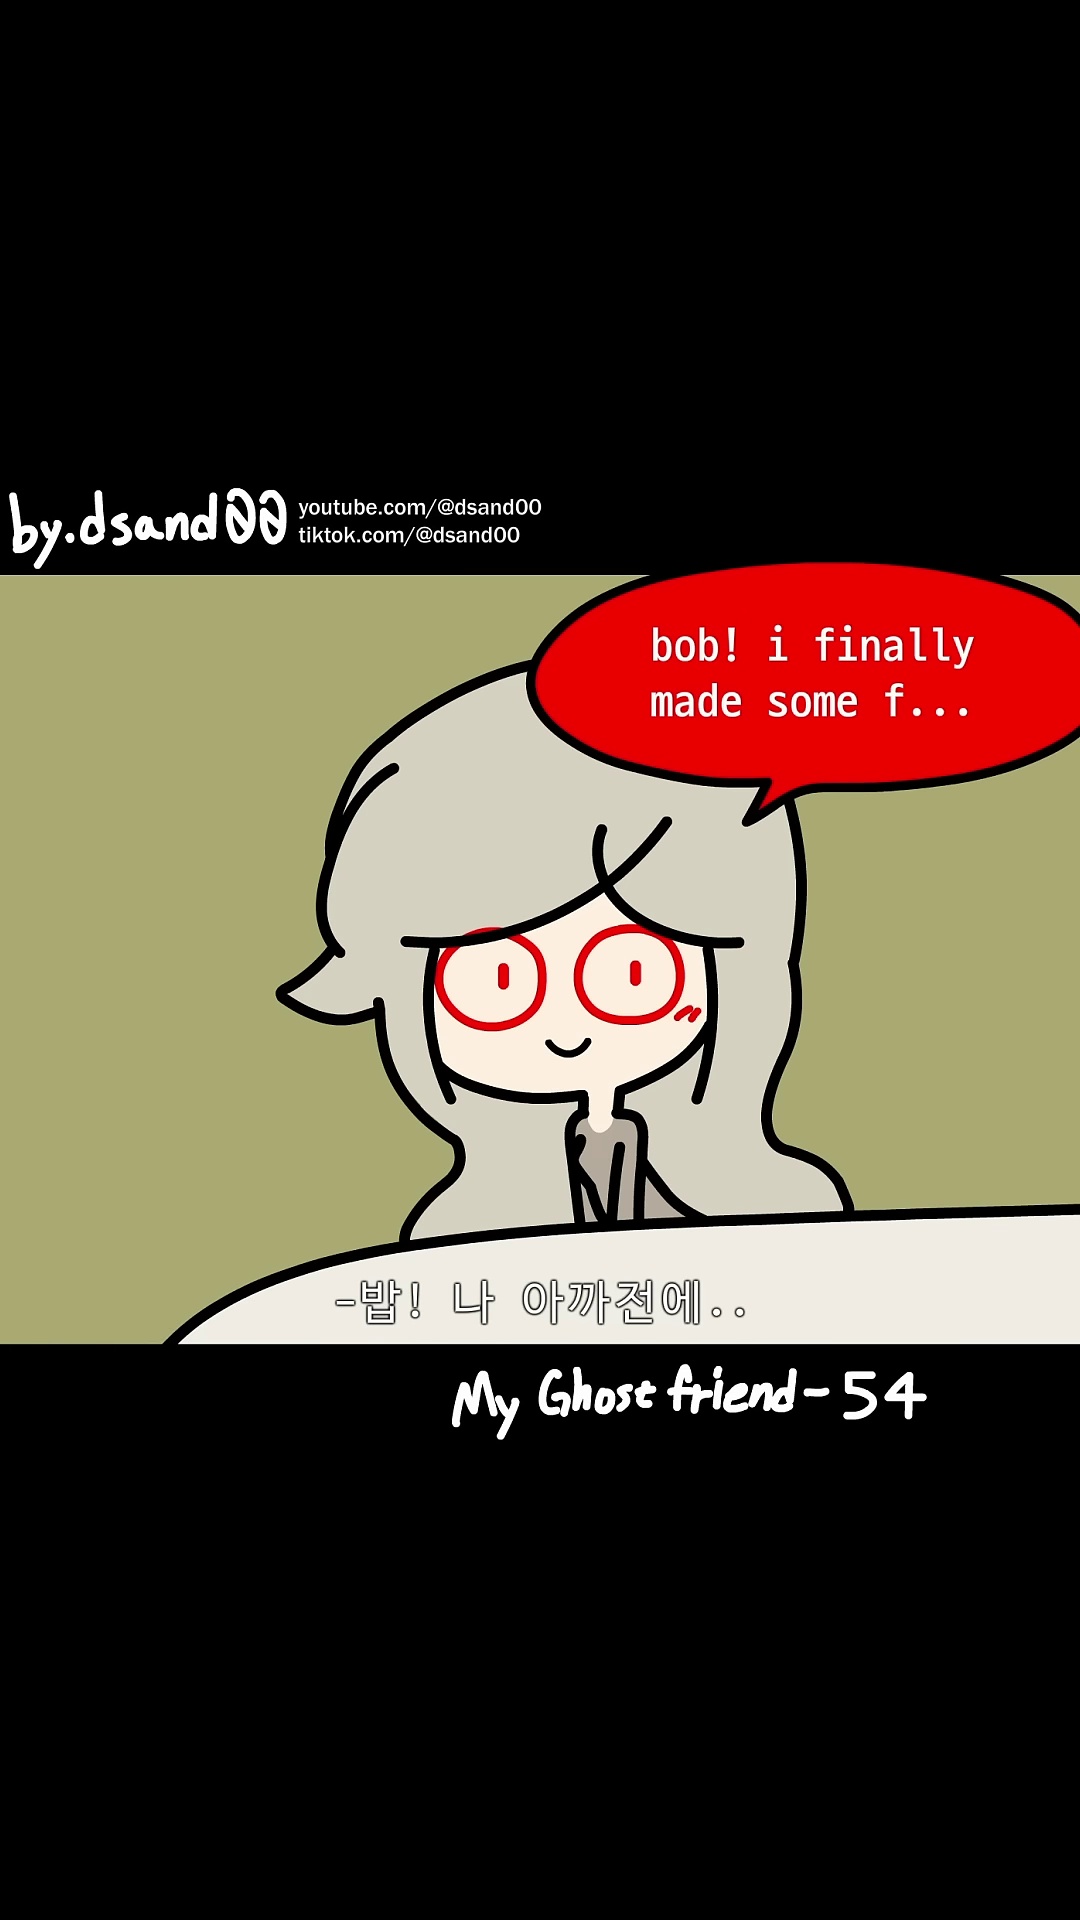 by.dsand00
youtube.com/@dsand00
tiktok.com/@dsand00
bob! i finally
made some f...
-밥! 나 아까전에..
My Ghost friend-54